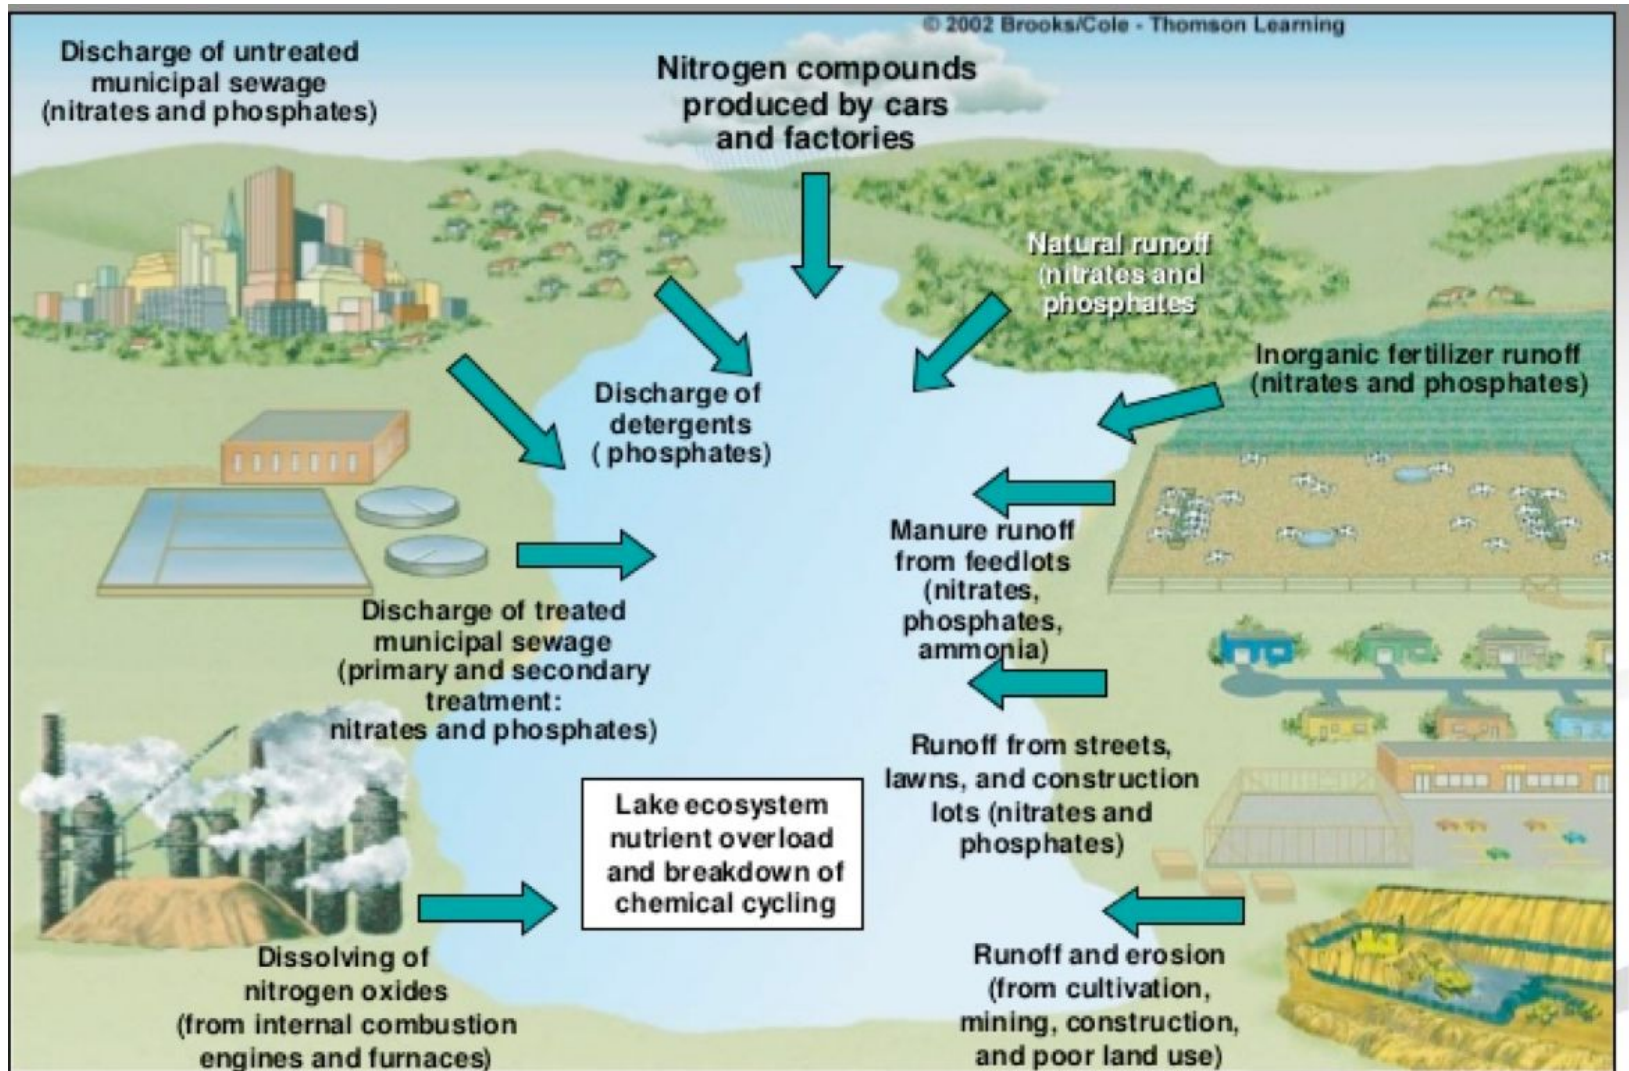 © 2002 Brooks/Cole - Thomson Learning
Discharge of untreated
municipal sewage
(nitrates and phosphates)
Nitrogen compounds
produced by cars
and factories
Natural runoff
(nitrates and
phosphates
Inorganic fertilizer runoff
(nitrates and phosphates)
Discharge of
detergents
( phosphates)
Manure runoff
from feedlots
(nitrates,
phosphates,
ammonia)
Discharge of treated
municipal sewage
(primary and secondary
treatment:
nitrates and phosphates)
Runoff from streets,
lawns, and construction
lots (nitrates and
phosphates)
Lake ecosystem
nutrient overload
and breakdown of
chemical cycling
Dissolving of
nitrogen oxides
(from internal combustion
engines and furnaces)
Runoff and erosion
(from cultivation,
mining, construction,
and poor land use)